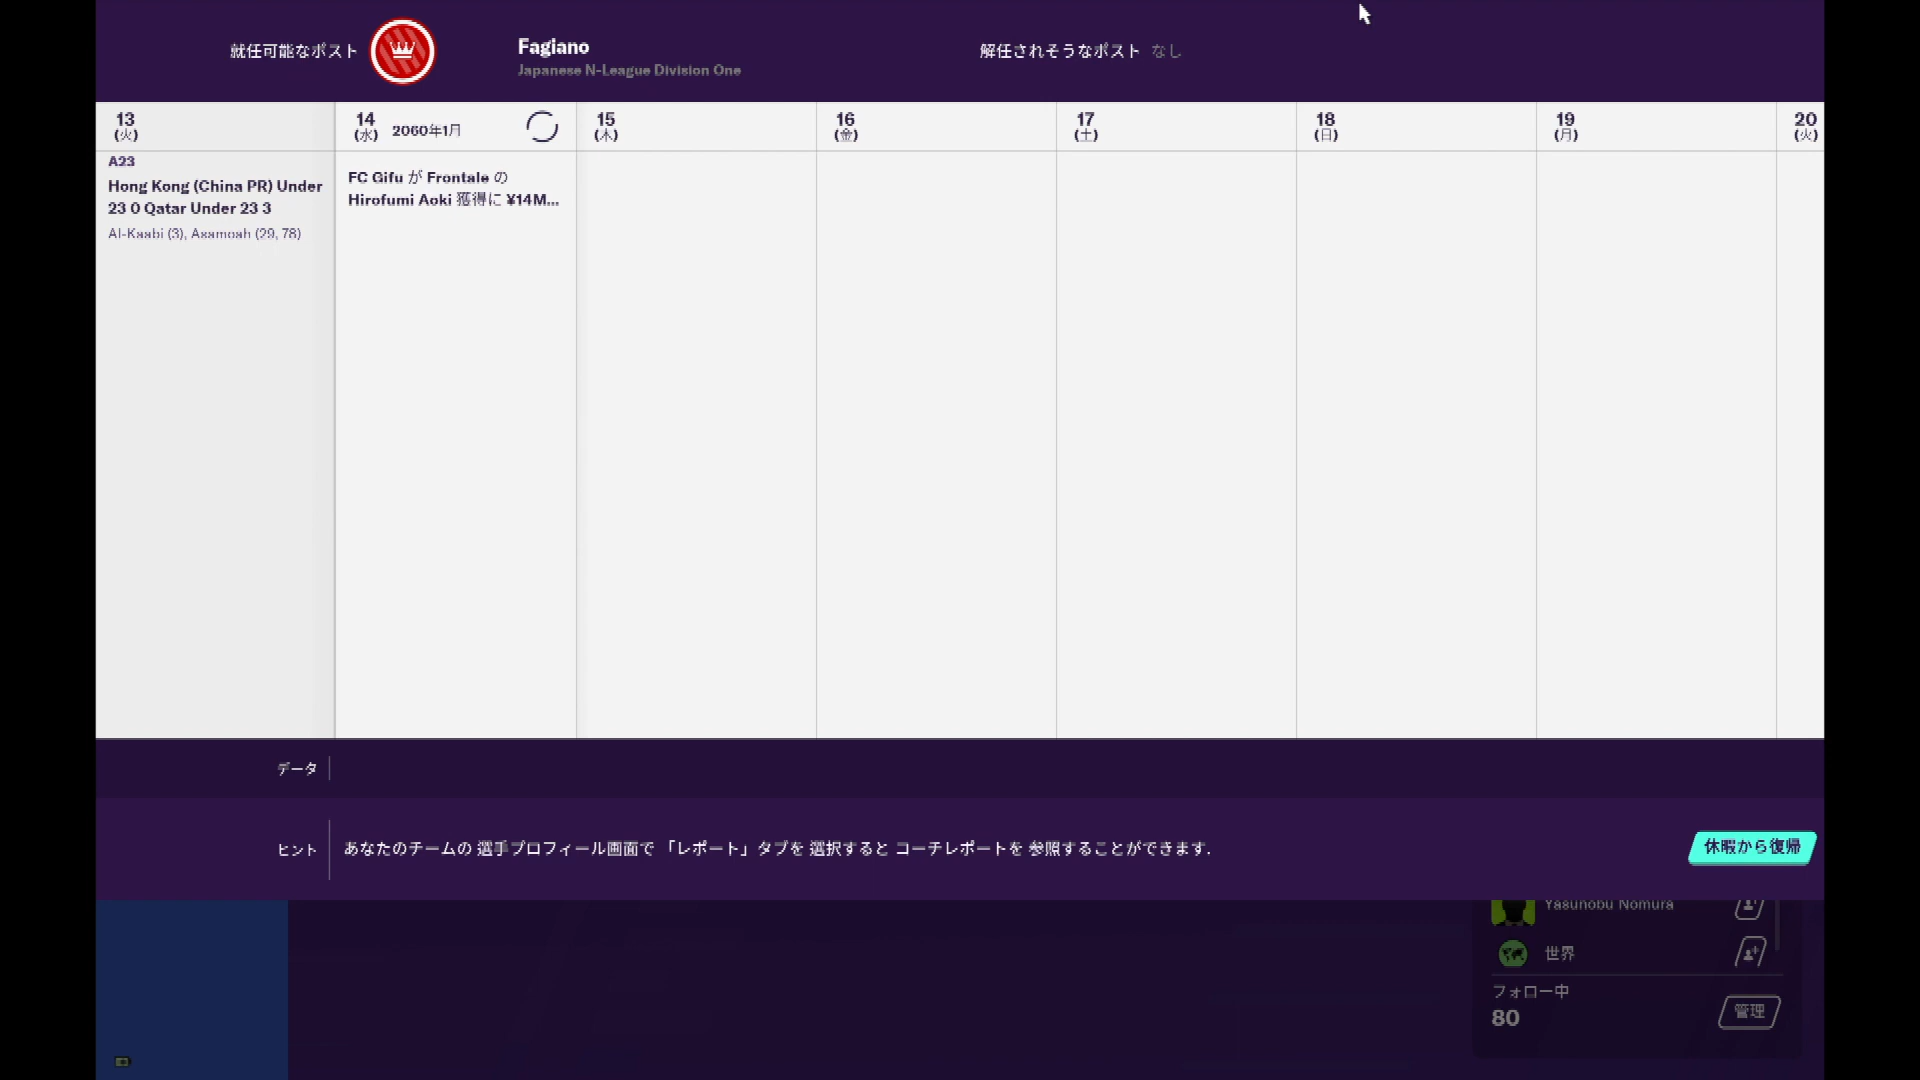 就任可能なポスト
Fagiano
Japanese N-League Division One
解任されそうなポスト なし
13
(火)
14
(水) 2060年1月
15
(木)
16
(金)
17
(土)
18
(日)
19
(月)
20
(火)
A23
Hong Kong (China PR) Under
23 0 Qatar Under 23 3
Al-Kaabi (3), Asamoah (29, 78)
FC Gifu が Frontale の
Hirofumi Aoki 獲得に ¥14M...
データ
ヒント
あなたのチームの 選手プロフィール画面で 「レポート」タブを 選択すると コーチレポートを 参照することができます.
休暇から復帰
Yasunobu Nomura
世界
フォロー中
80
管理